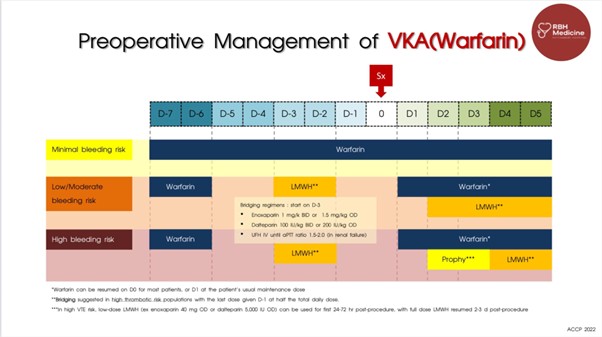 Preoperative Management of VKA(Warfarin)
RBH
Medicine
Sx
D-7 D-6 D-5 D-4 D-3 D-2 D-1 0 D1 D2 D3 D4 D5
Minimal bleeding risk
Warfarin
Low/Moderate
bleeding risk
Warfarin
LMWH**
Warfarin*
LMWH**
Bridging regimens : start on D-3
• Enoxaparin 1 mg/k BID or 1.5 mg/kg OD
• Dalteparin 100 IU/kg BID or 200 IU/kg OD
• UFH IV until aPTT ratio 1.5-2.0 (in renal failure)
High bleeding risk
Warfarin
LMWH**
Warfarin*
Prophy***
LMWH**
*Warfarin can be resumed on D0 for most patients, or D1 at the patient's usual maintenance dose
**Bridging suggested in high thrombotic risk populations with the last dose given D-1 at half the total daily dose.
***In high VTE risk, low-dose LMWH (ex enoxaparin 40 mg OD or dalteparin 5,000 IU OD) can be used for first 24-72 hr post-procedure, with full dose LMWH resumed 2-3 d post-procedure
ACCP 2022